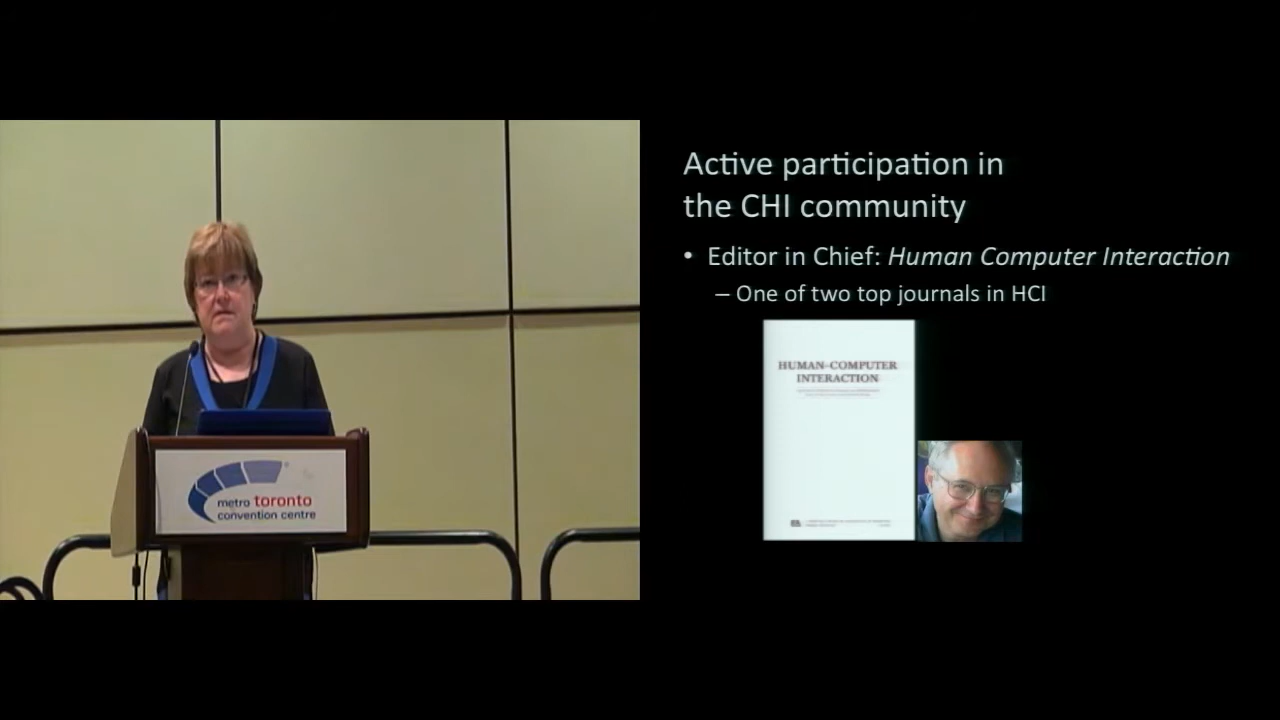 Active participation in
the CHI community
• Editor in Chief: Human Computer Interaction
– One of two top journals in HCI
HUMAN-COMPUTER
INTERACTION
metro toronto
convention centre